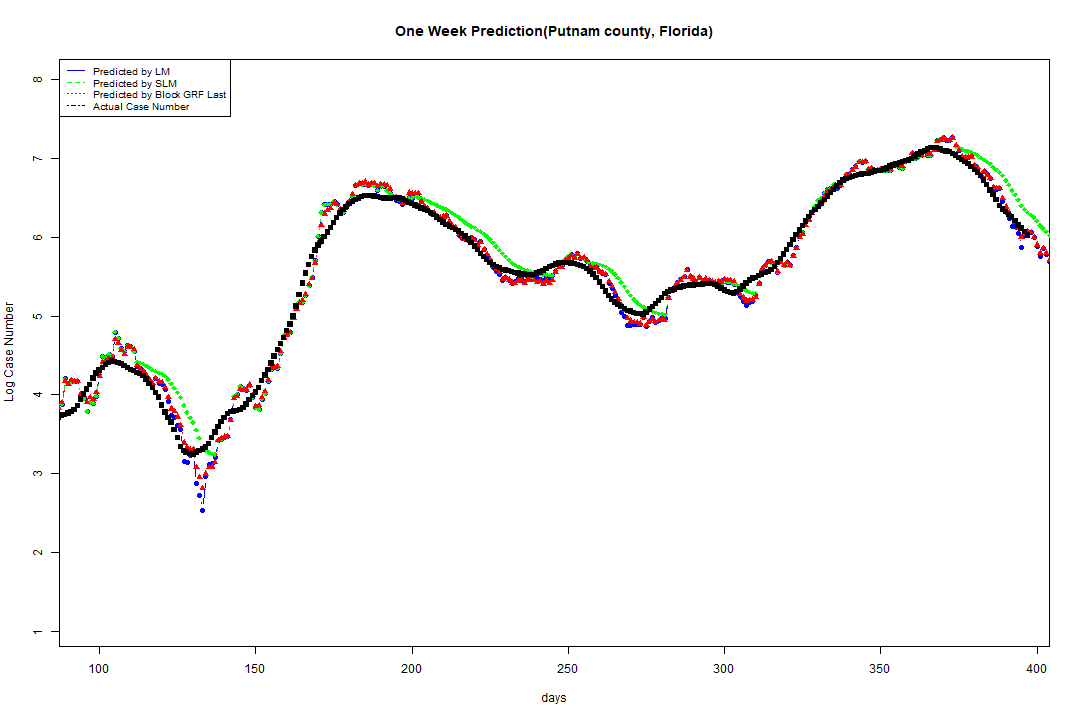 One Week Prediction(Putnam county, Florida)
Predicted by LM
Predicted by SLM
Predicted by Block GRF Last
Actual Case Number
8
7
6
5
4
3
2
1
Log Case Number
100 150 200 250 300 350 400
days